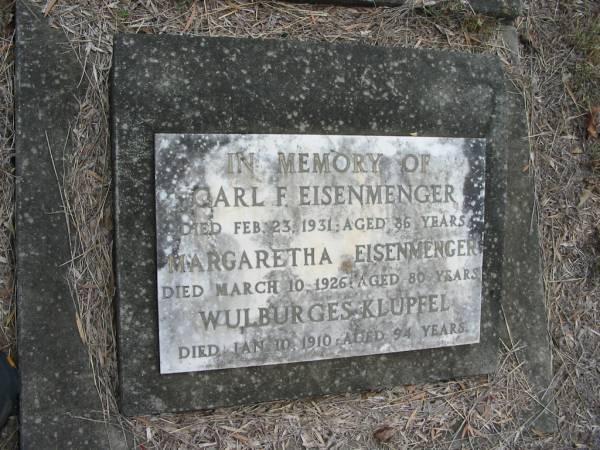 IN MEMORY OF
CARL F. EISENMENGER
DIED FEB. 23, 1931, AGED 86 YEARS.
MARGARETHA EISENMENGER
DIED MARCH 10 1926, AGED 80 YEARS
WULBURGES KLUPFEL
DIED JAN. 10, 1910, AGED 94 YEARS.